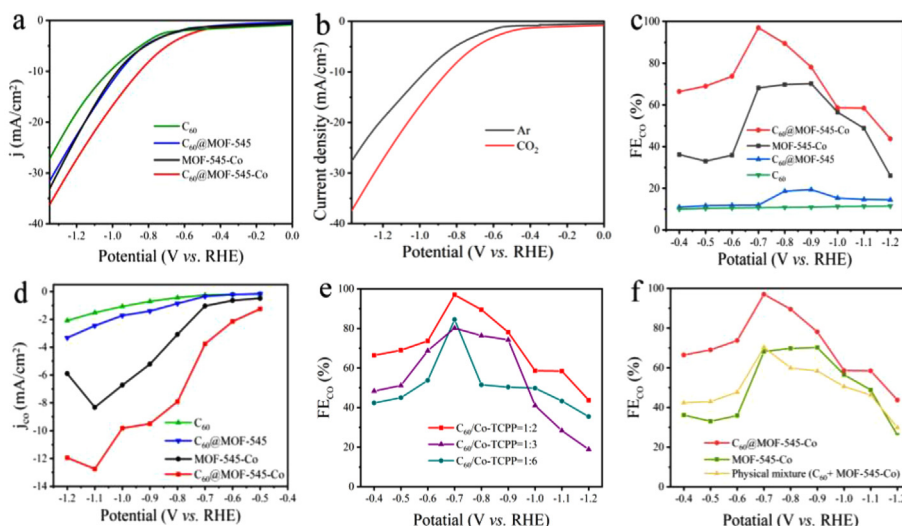 a
j (mA/cm²)
0
-10
-20
-30
-40
C₆₀
C₆₀@MOF-545
MOF-545-Co
C₆₀@MOF-545-Co
-1.2 -1.0 -0.8 -0.6 -0.4 -0.2 0.0
Potential (V vs. RHE)
b
Current density (mA/cm²)
0
-10
-20
-30
-40
Ar
CO₂
-1.2 -1.0 -0.8 -0.6 -0.4 -0.2 0.0
Potential (V vs. RHE)
c
FE_CO (%)
100
80
60
40
20
0
C₆₀@MOF-545-Co
MOF-545-Co
C₆₀@MOF-545
C₆₀
-0.4 -0.5 -0.6 -0.7 -0.8 -0.9 -1.0 -1.1 -1.2
Potatial (V vs. RHE)
d
j_co (mA/cm²)
0
-2
-4
-6
-8
-10
-12
-14
C₆₀
C₆₀@MOF-545
MOF-545-Co
C₆₀@MOF-545-Co
-1.2 -1.1 -1.0 -0.9 -0.8 -0.7 -0.6 -0.5 -0.4
Potential (V vs. RHE)
e
FE_CO (%)
100
80
60
40
20
0
C₆₀/Co-TCPP=1:2
C₆₀/Co-TCPP=1:3
C₆₀/Co-TCPP=1:6
-0.4 -0.5 -0.6 -0.7 -0.8 -0.9 -1.0 -1.1 -1.2
Potatial (V vs. RHE)
f
FE_CO (%)
100
80
60
40
20
0
C₆₀@MOF-545-Co
MOF-545-Co
Physical mixture (C₆₀+ MOF-545-Co)
-0.4 -0.5 -0.6 -0.7 -0.8 -0.9 -1.0 -1.1 -1.2
Potatial (V vs. RHE)